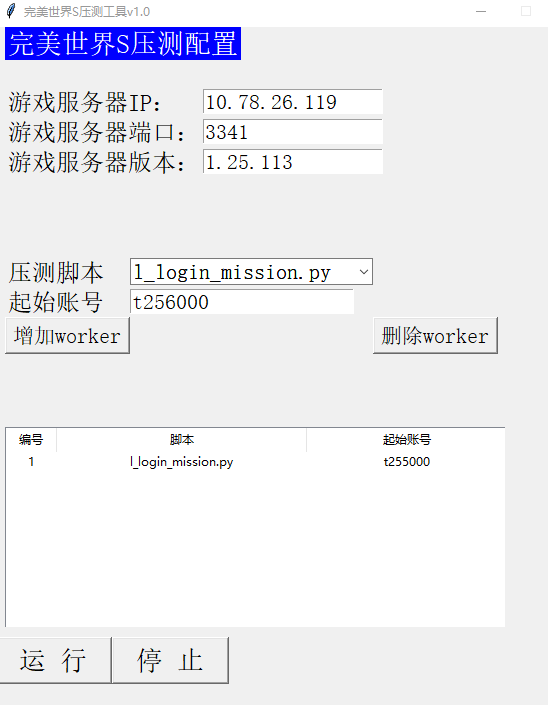 完美世界S压测工具v1.0
完美世界S压测配置
游戏服务器IP: 10.78.26.119
游戏服务器端口: 3341
游戏服务器版本: 1.25.113
压测脚本 l_login_mission.py
起始账号 t256000
增加worker 删除worker
编号 脚本 起始账号
1 l_login_mission.py t255000
运 行 停 止